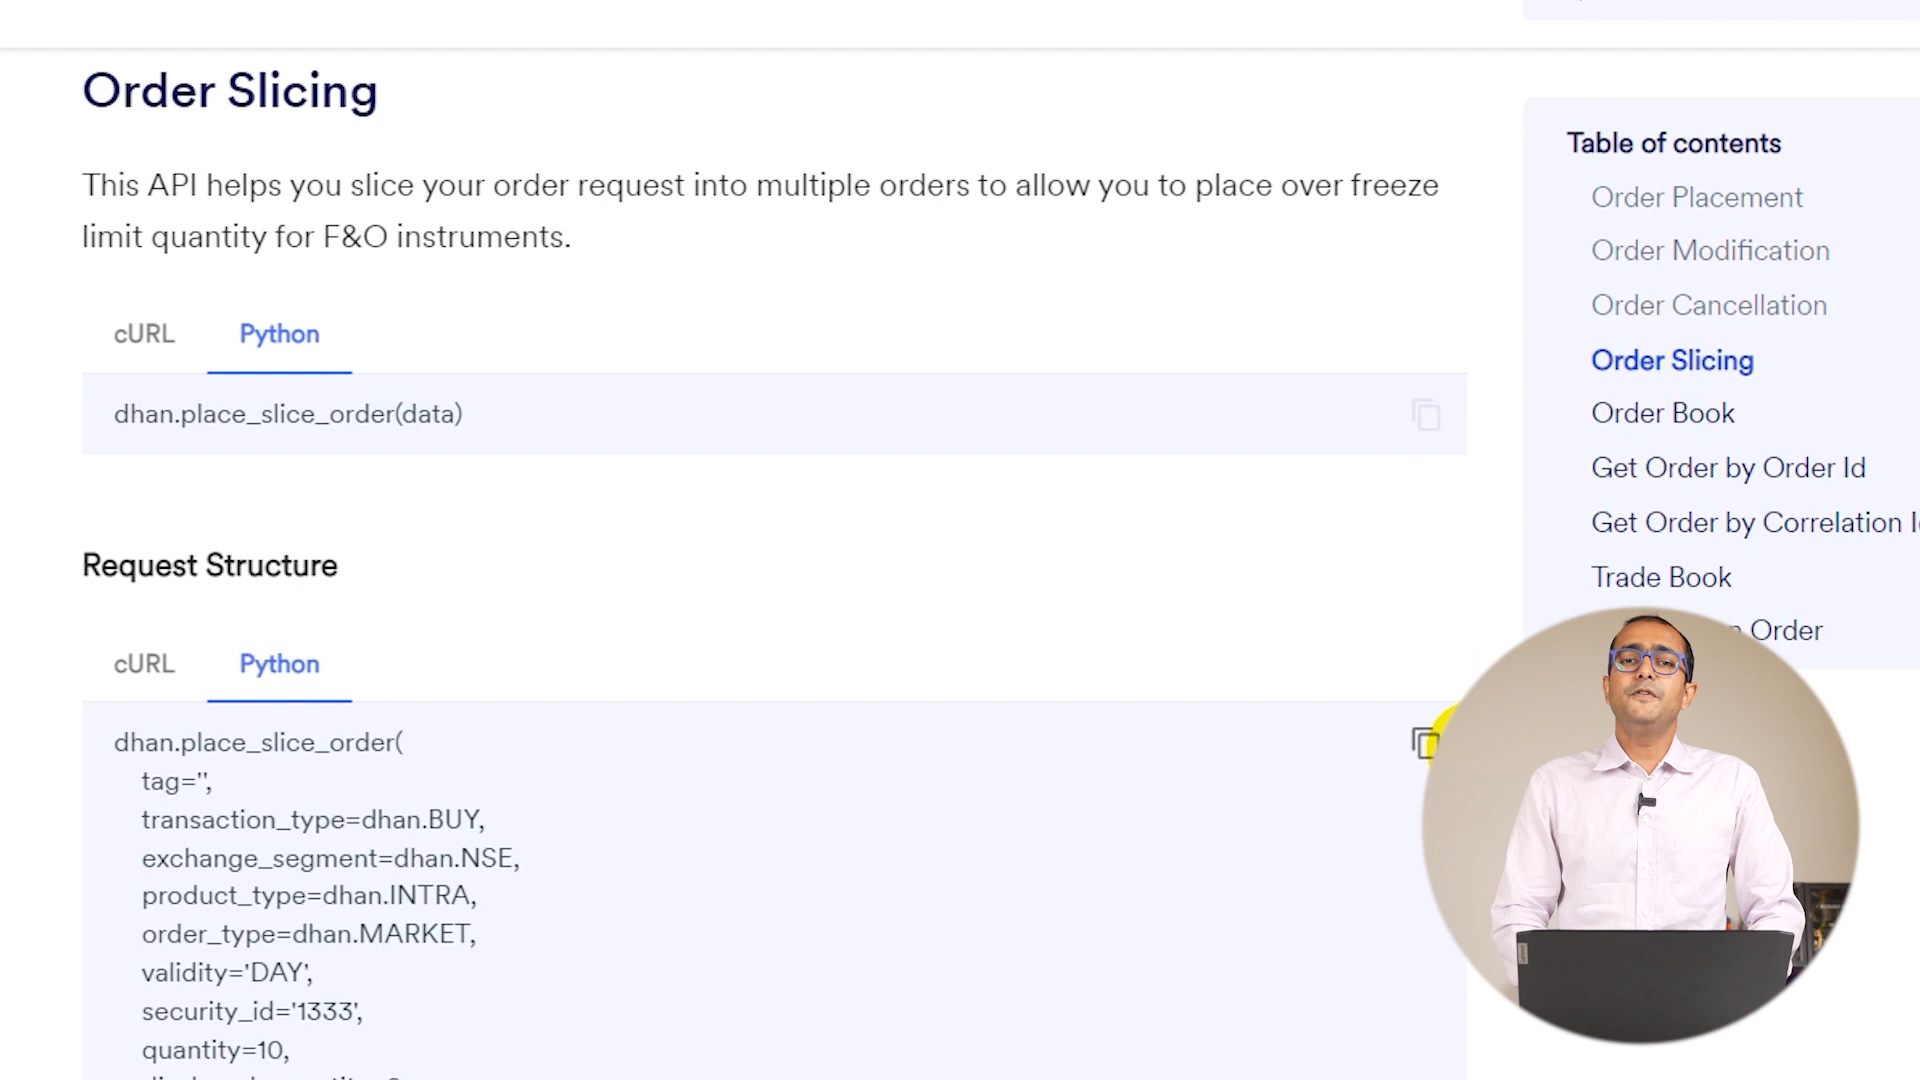 Order Slicing
This API helps you slice your order request into multiple orders to allow you to place over freeze
limit quantity for F&O instruments.
cURL
Python
dhan.place_slice_order(data)
Request Structure
cURL
Python
dhan.place_slice_order(
tag='',
transaction_type=dhan.BUY,
exchange_segment=dhan.NSE,
product_type=dhan.INTRA,
order_type=dhan.MARKET,
validity='DAY',
security_id='1333',
quantity=10,
Table of contents
Order Placement
Order Modification
Order Cancellation
Order Slicing
Order Book
Get Order by Order Id
Get Order by Correlation
Trade Book
Order